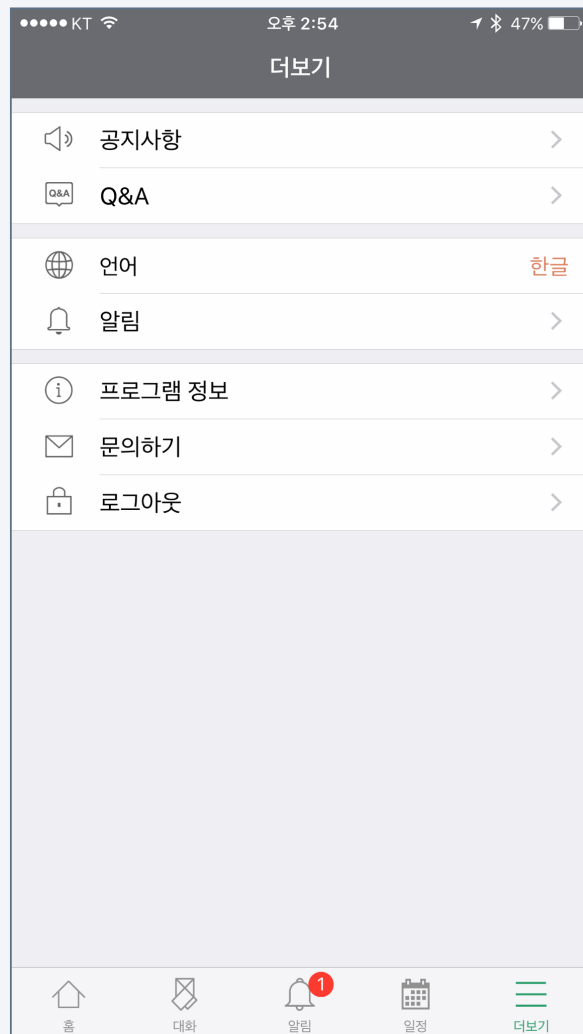 KT 오후 2:54 47%
더보기
공지사항
Q&A Q&A
언어 한글
알림
프로그램 정보
문의하기
로그아웃
1
홈 대화 알림 일정 더보기